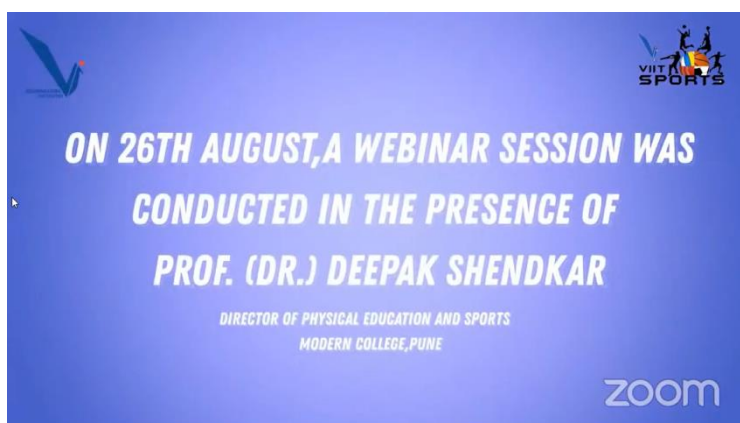 VIIT
SPORTS
ON 26TH AUGUST,A WEBINAR SESSION WAS
CONDUCTED IN THE PRESENCE OF
PROF. (DR.) DEEPAK SHENDKAR
DIRECTOR OF PHYSICAL EDUCATION AND SPORTS
MODERN COLLEGE,PUNE
zoom